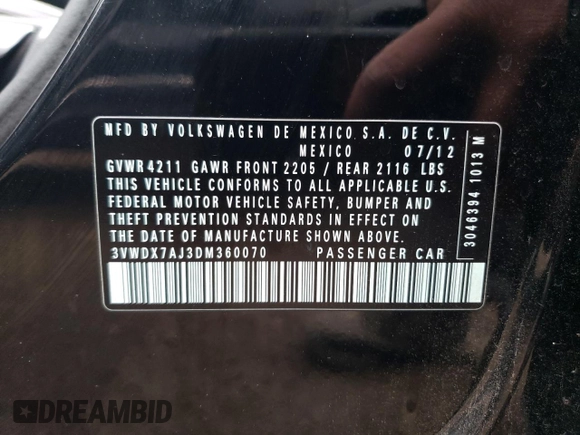 MFD BY VOLKSWAGEN DE MEXICO S.A. DE C.V.
MEXICO 07/12
GVWR 4211 GAWR FRONT 2205 / REAR 2116 LBS
THIS VEHICLE CONFORMS TO ALL APPLICABLE U.S.
FEDERAL MOTOR VEHICLE SAFETY, BUMPER AND
THEFT PREVENTION STANDARDS IN EFFECT ON
THE DATE OF MANUFACTURE SHOWN ABOVE.
3VWDX7AJ3DM360070 PASSENGER CAR
3046394 1013 M
DREAMBID